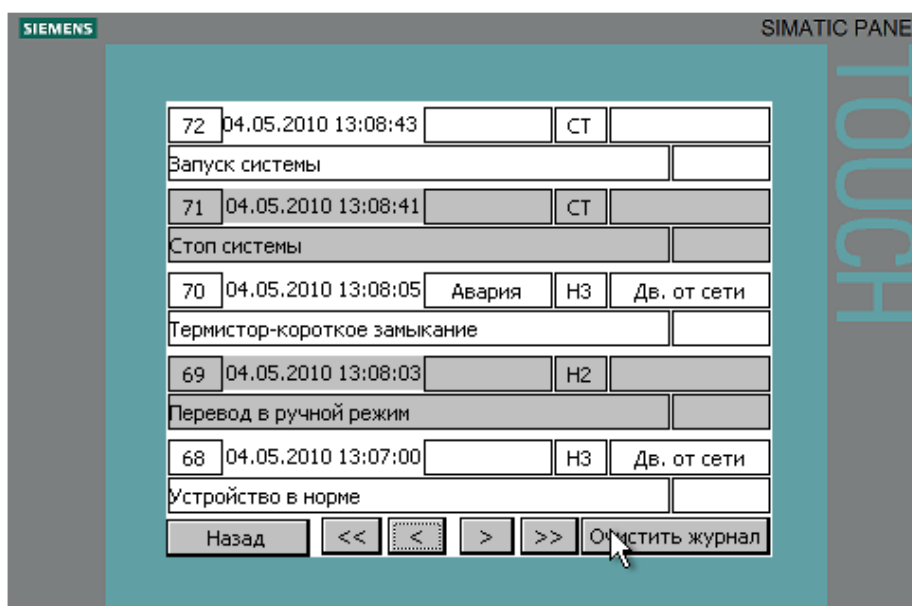 SIEMENS
SIMATIC PANE
TOUCH
72 04.05.2010 13:08:43 СТ
Запуск системы
71 04.05.2010 13:08:41 СТ
Стоп системы
70 04.05.2010 13:08:05 Авария Н3 Дв. от сети
Термистор-короткое замыкание
69 04.05.2010 13:08:03 Н2
Перевод в ручной режим
68 04.05.2010 13:07:00 Н3 Дв. от сети
Устройство в норме
Назад << < > >> Очистить журнал